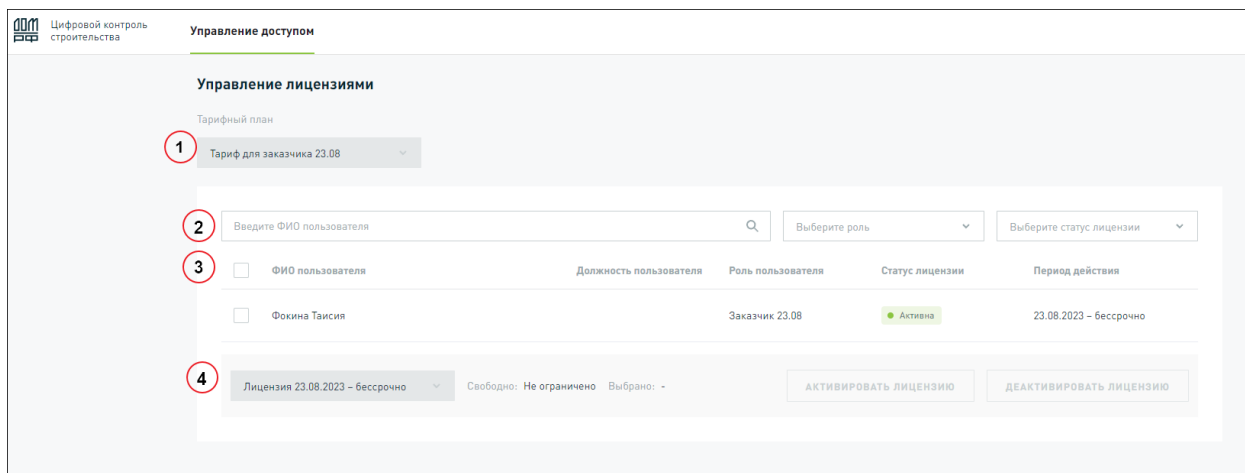 ДОМ РФ Цифровой контроль строительства
Управление доступом
Управление лицензиями
Тарифный план
1 Тариф для заказчика 23.08
2 Введите ФИО пользователя Выберите роль Выберите статус лицензии
3 ФИО пользователя Должность пользователя Роль пользователя Статус лицензии Период действия
Фокина Таисия Заказчик 23.08 Активна 23.08.2023 – бессрочно
4 Лицензия 23.08.2023 – бессрочно Свободно: Не ограничено Выбрано: - АКТИВИРОВАТЬ ЛИЦЕНЗИЮ ДЕАКТИВИРОВАТЬ ЛИЦЕНЗИЮ